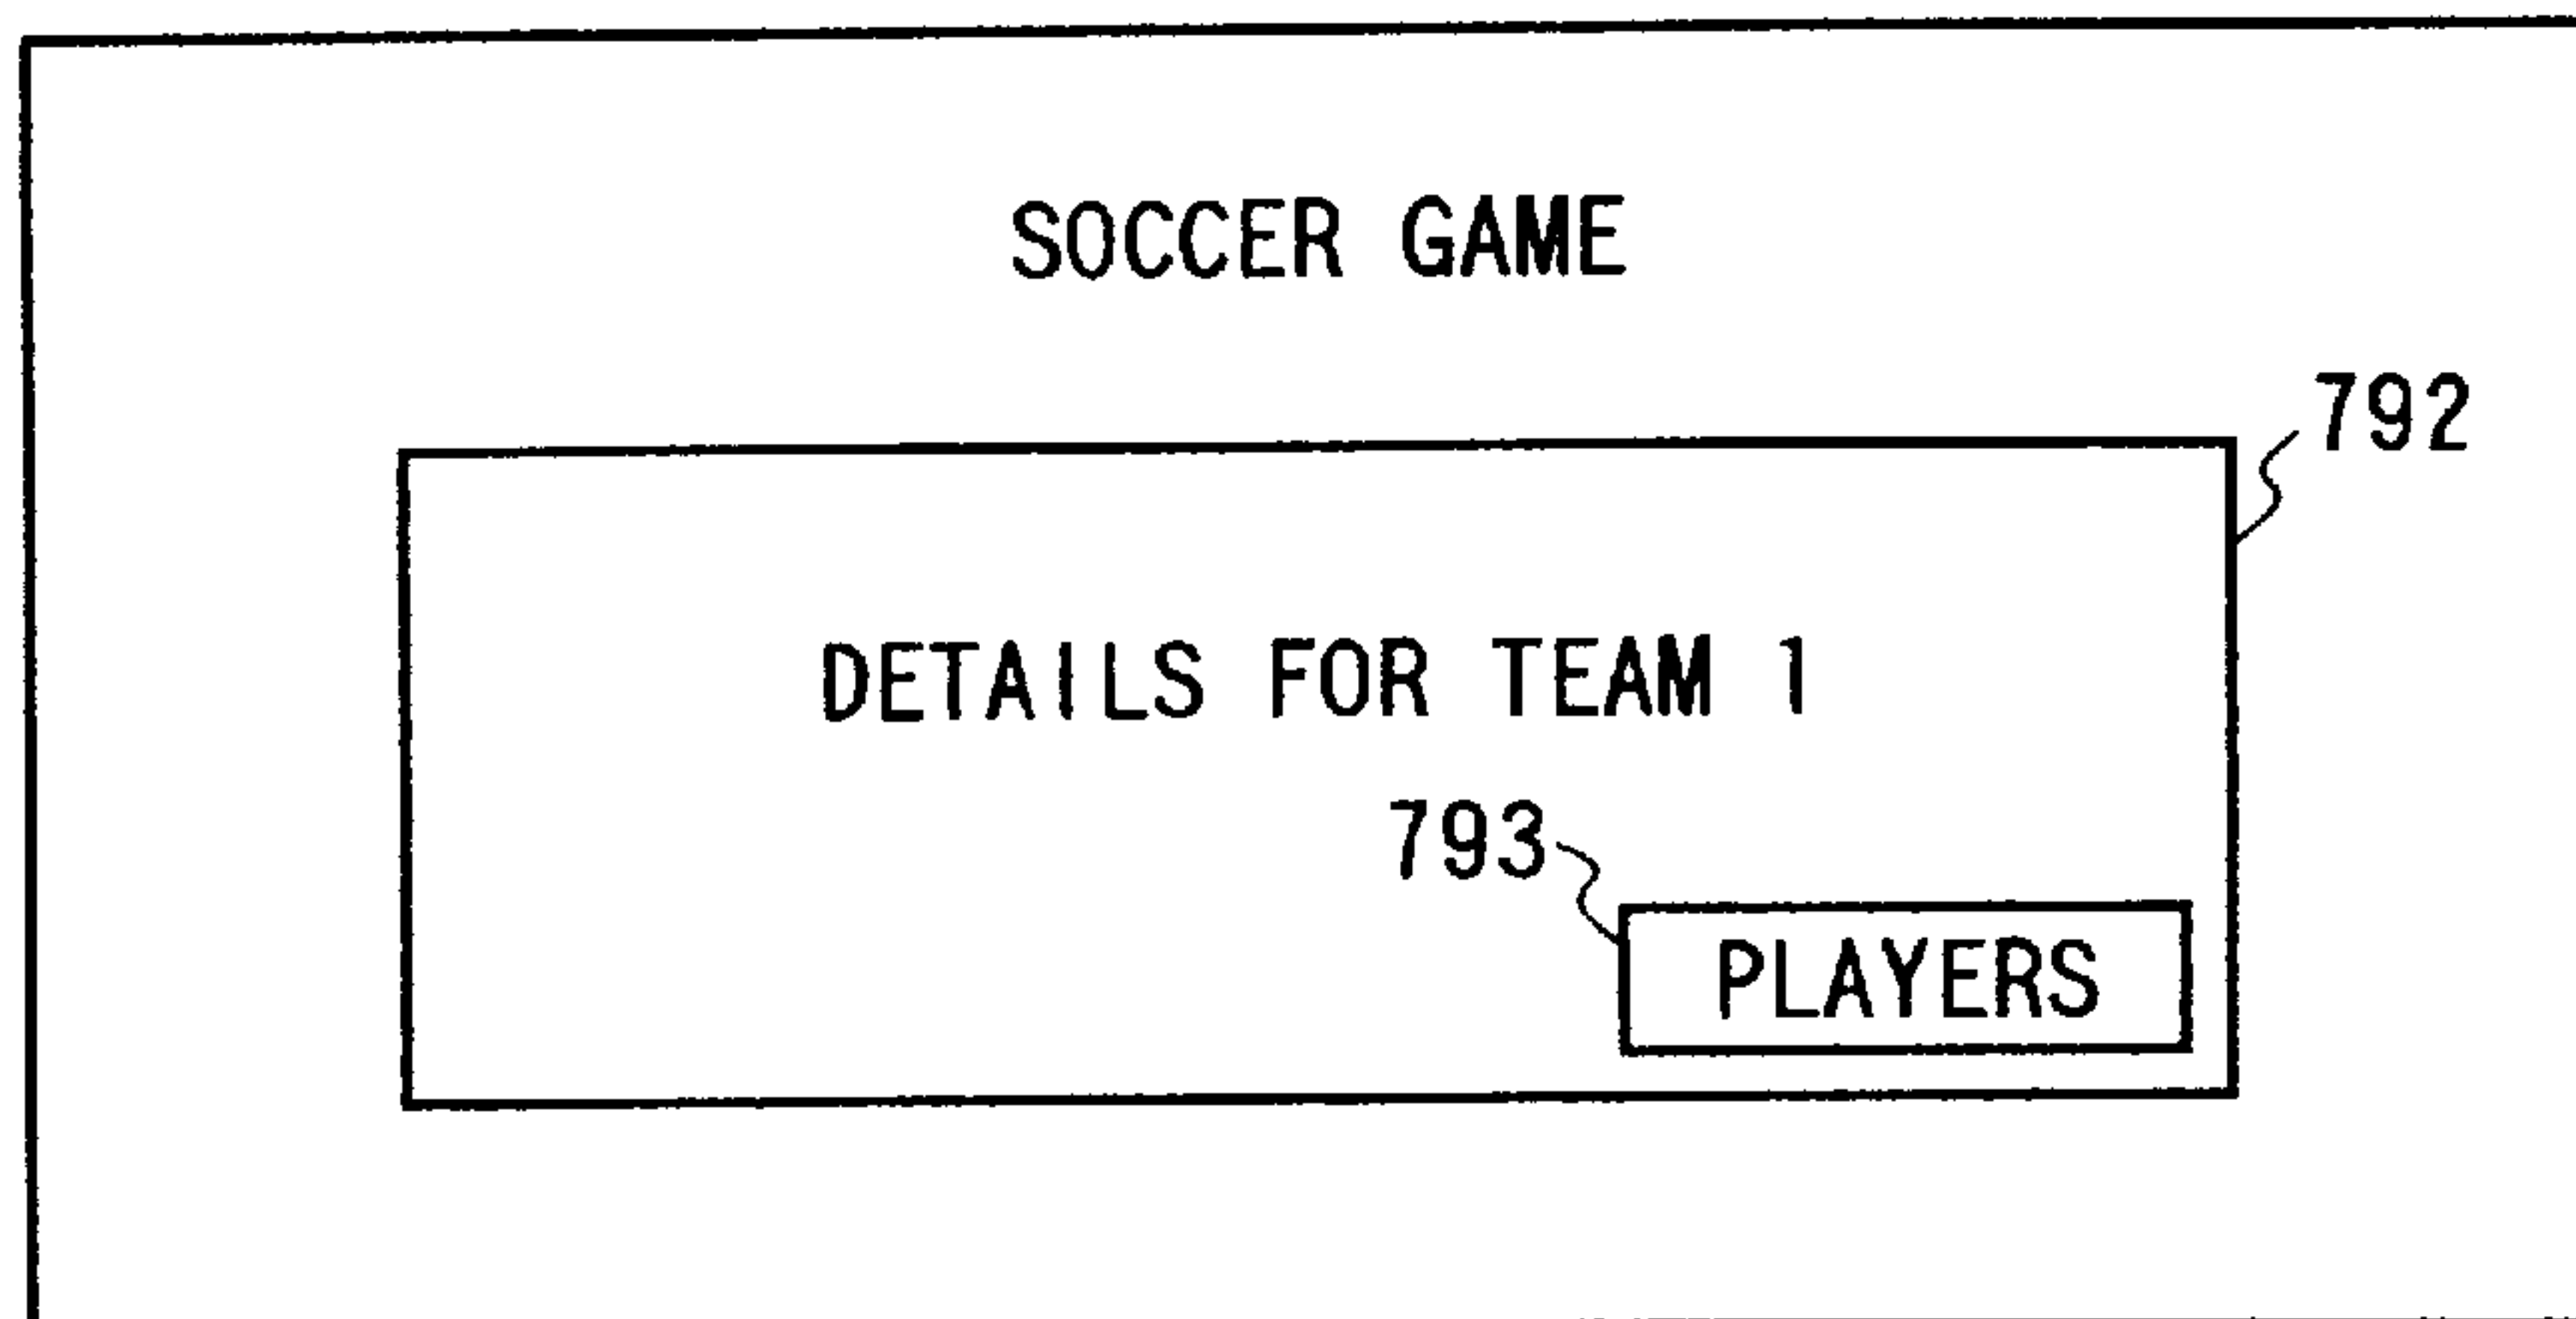 SOCCER GAME
792
DETAILS FOR TEAM 1
793
PLAYERS